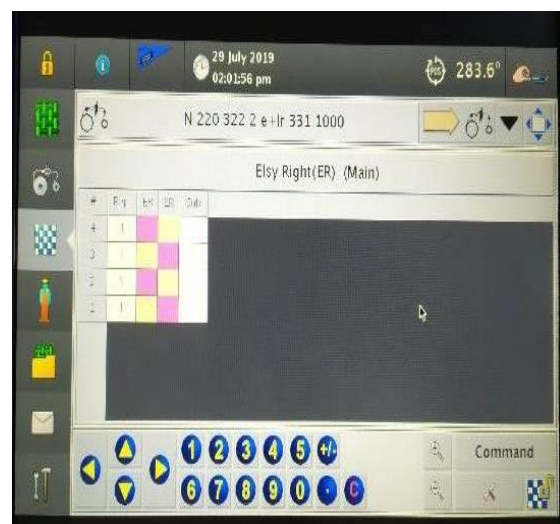 29 July 2019
02:01:56 pm
283.6°
N 220 322 2 e+lr 331 1000
Elsy Right(ER) (Main)
# Rpt ER ER Sub
4 1
3 1
2 1
1 1
1 2 3 4 5 +/-
6 7 8 9 0 . C
Command